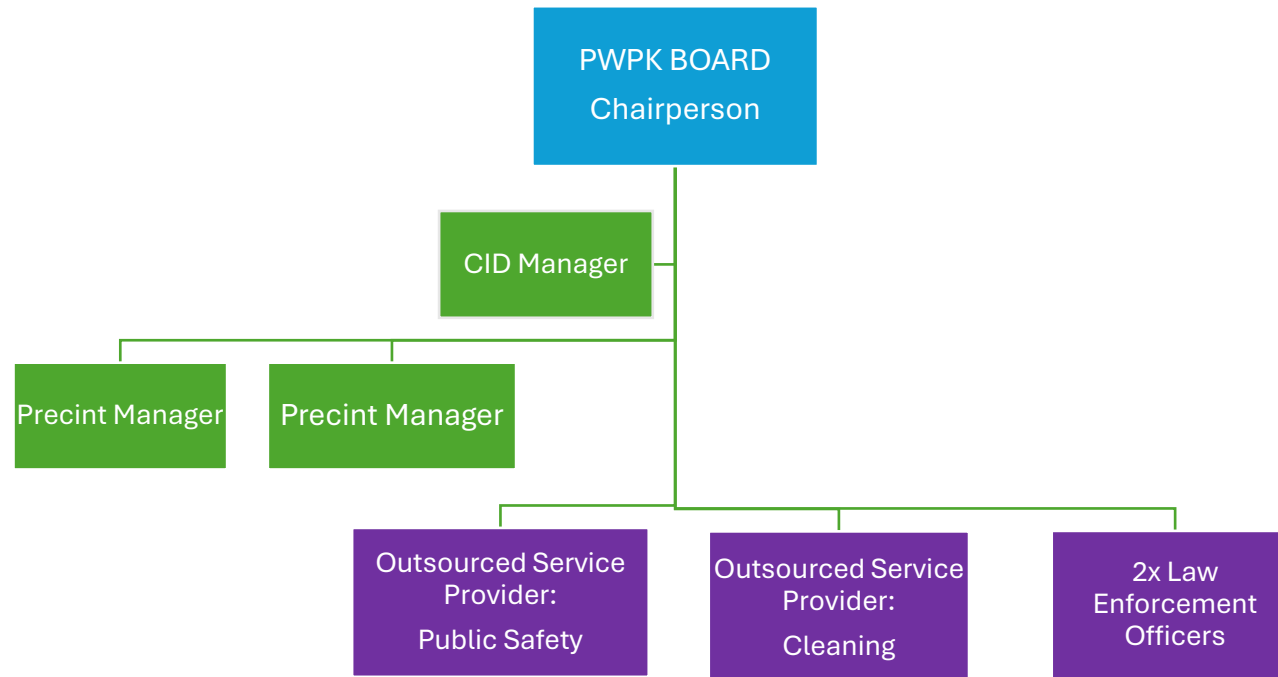 PWPK BOARD
Chairperson
CID Manager
Precint Manager
Precint Manager
Outsourced Service
Provider:
Public Safety
Outsourced Service
Provider:
Cleaning
2x Law
Enforcement
Officers